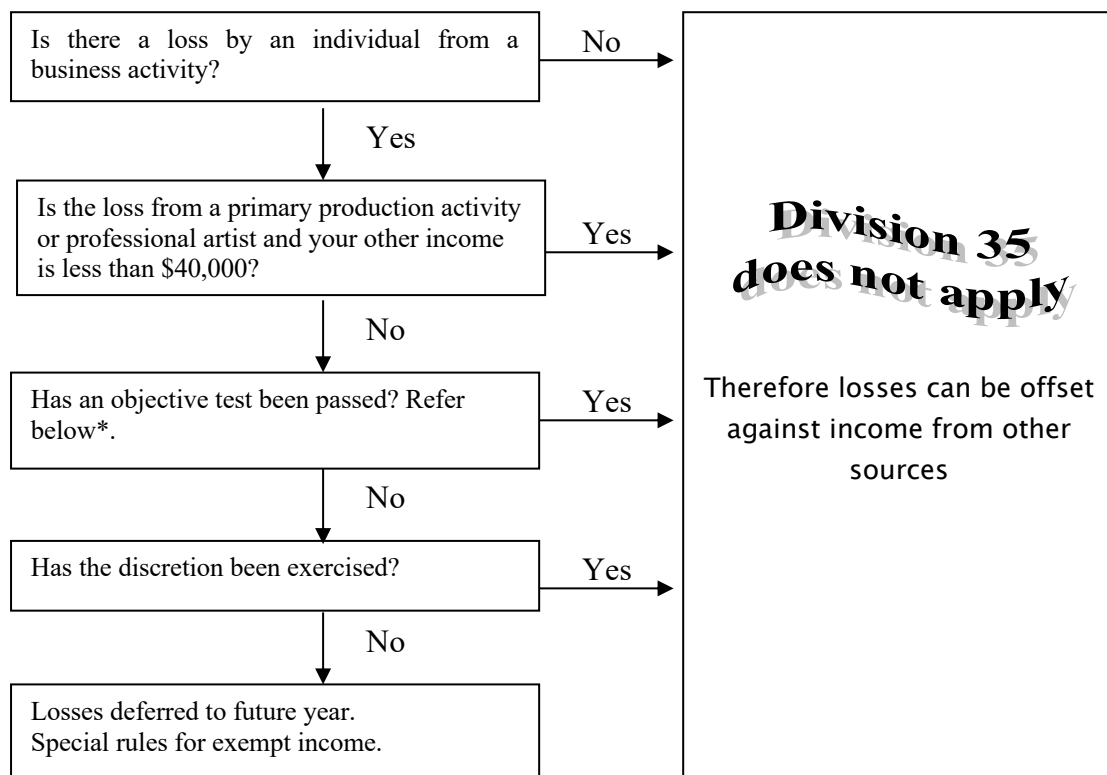 Is there a loss by an individual from a
business activity?
No
Yes
Is the loss from a primary production activity
or professional artist and your other income
is less than $40,000?
Yes
No
Has an objective test been passed? Refer
below*.
Yes
No
Has the discretion been exercised?
Yes
No
Losses deferred to future year.
Special rules for exempt income.
Division 35
does not apply
Therefore losses can be offset
against income from other
sources